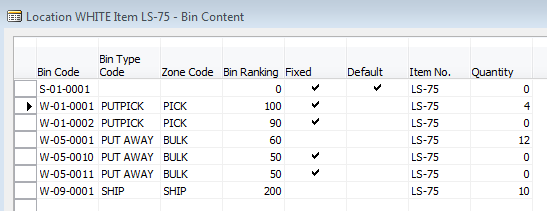 Location WHITE Item LS-75 - Bin Content
Bin Code Bin Type Code Zone Code Bin Ranking Fixed Default Item No. Quantity
S-01-0001 0 ✓ ✓ LS-75 0
W-01-0001 PUTPICK PICK 100 ✓ LS-75 4
W-01-0002 PUTPICK PICK 90 ✓ LS-75 0
W-05-0001 PUT AWAY BULK 60 LS-75 12
W-05-0010 PUT AWAY BULK 50 ✓ LS-75 0
W-05-0011 PUT AWAY BULK 50 ✓ LS-75 0
W-09-0001 SHIP SHIP 200 LS-75 10